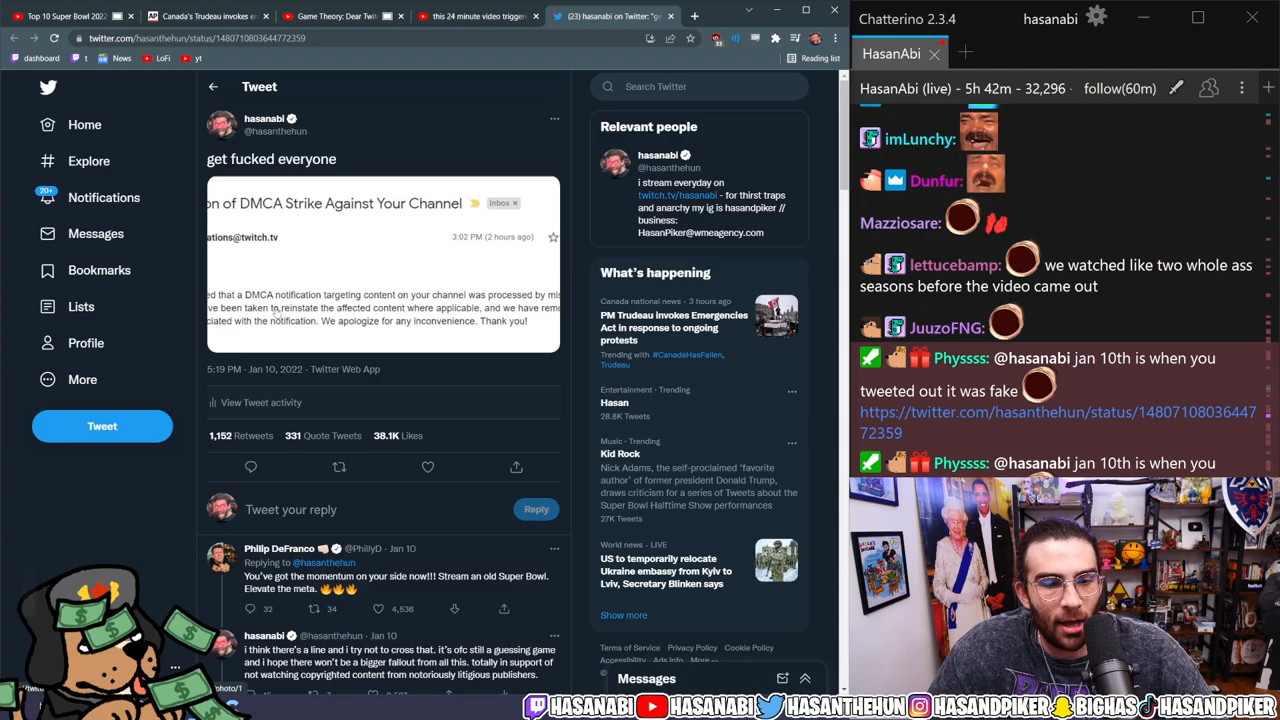 Top 10 Super Bowl 2022
Canada's Trudeau invokes e
Game Theory: Dear Twit
this 24 minute video trigger
(23) hasanabi on Twitter: "ge
twitter.com/hasanthehun/status/1480710803644772359
dashboard
t
News
LoFi
yt
Reading list
Home
Explore
20+
Notifications
Messages
Bookmarks
Lists
Profile
More
Tweet
Tweet
hasanabi
@hasanthehun
get fucked everyone
on of DMCA Strike Against Your Channel
Inbox ×
ations@twitch.tv
3:02 PM (2 hours ago)
ed that a DMCA notification targeting content on your channel was processed by mis
ve been taken to reinstate the affected content where applicable, and we have rem
ciated with the notification. We apologize for any inconvenience. Thank you!
5:19 PM · Jan 10, 2022 · Twitter Web App
View Tweet activity
1,152 Retweets 331 Quote Tweets 38.1K Likes
Tweet your reply
Reply
Philip DeFranco @PhillyD · Jan 10
Replying to @hasanthehun
You've got the momentum on your side now!!! Stream an old Super Bowl.
Elevate the meta.
32 34 4,636
hasanabi @hasanthehun · Jan 10
i think there's a line and i try not to cross that. it's ofc still a guessing game
and i hope there won't be a bigger fallout from all this. totally in support of
not watching copyrighted content from notoriously litigious publishers.
Search Twitter
Relevant people
hasanabi
@hasanthehun
i stream everyday on
twitch.tv/hasanabi - for thirst traps
and anarchy my ig is hasandpiker //
business:
HasanPiker@wmeagency.com
What's happening
Canada national news · 3 hours ago
PM Trudeau invokes Emergencies
Act in response to ongoing
protests
Trending with #CanadaHasFallen,
Trudeau
Entertainment · Trending
Hasan
28.8K Tweets
Music · Trending
Kid Rock
Nick Adams, the self-proclaimed 'favorite
author' of former president Donald Trump,
draws criticism for a series of Tweets about the
Super Bowl Halftime Show performances
27K Tweets
World news · LIVE
US to temporarily relocate
Ukraine embassy from Kyiv to
Lviv, Secretary Blinken says
Show more
Terms of Service Privacy Policy Cookie Policy
Accessibility Ads Info More
Messages
Chatterino 2.3.4
hasanabi
HasanAbi
HasanAbi (live) - 5h 42m - 32,296 · follow(60m)
imLunchy:
Dunfur:
Mazziosare:
lettucebamp: we watched like two whole ass
seasons before the video came out
JuuzoFNG:
Physsss: @hasanabi jan 10th is when you
tweeted out it was fake
https://twitter.com/hasanthehun/status/14807108036447
72359
Physsss: @hasanabi jan 10th is when you
HASANABI HASANABI HASANTHEHUN HASANDPIKER BIGHAS HASANDPIKER